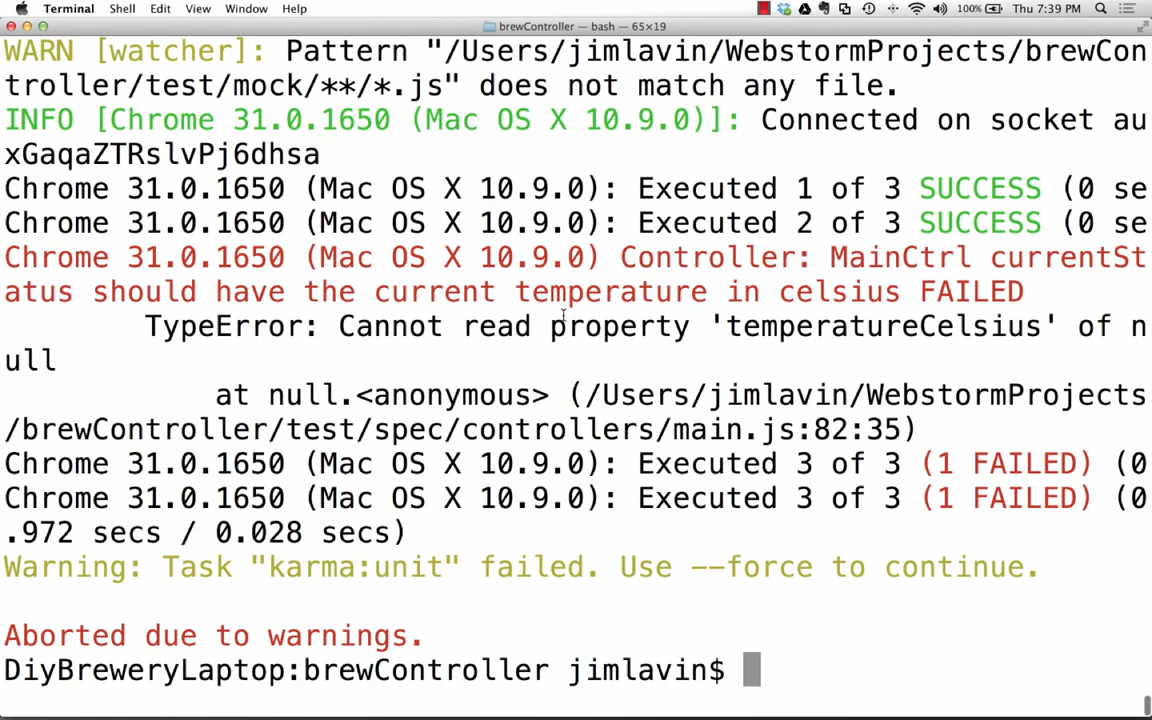 Terminal Shell Edit View Window Help 100% Thu 7:39 PM
brewController — bash — 65×19
WARN [watcher]: Pattern "/Users/jimlavin/WebstormProjects/brewCon
troller/test/mock/**/*.js" does not match any file.
INFO [Chrome 31.0.1650 (Mac OS X 10.9.0)]: Connected on socket au
xGaqaZTRslvPj6dhsa
Chrome 31.0.1650 (Mac OS X 10.9.0): Executed 1 of 3 SUCCESS (0 se
Chrome 31.0.1650 (Mac OS X 10.9.0): Executed 2 of 3 SUCCESS (0 se
Chrome 31.0.1650 (Mac OS X 10.9.0) Controller: MainCtrl currentSt
atus should have the current temperature in celsius FAILED
TypeError: Cannot read property 'temperatureCelsius' of n
ull
at null.<anonymous> (/Users/jimlavin/WebstormProjects
/brewController/test/spec/controllers/main.js:82:35)
Chrome 31.0.1650 (Mac OS X 10.9.0): Executed 3 of 3 (1 FAILED) (0
Chrome 31.0.1650 (Mac OS X 10.9.0): Executed 3 of 3 (1 FAILED) (0
.972 secs / 0.028 secs)
Warning: Task "karma:unit" failed. Use --force to continue.
Aborted due to warnings.
DiyBreweryLaptop:brewController jimlavin$